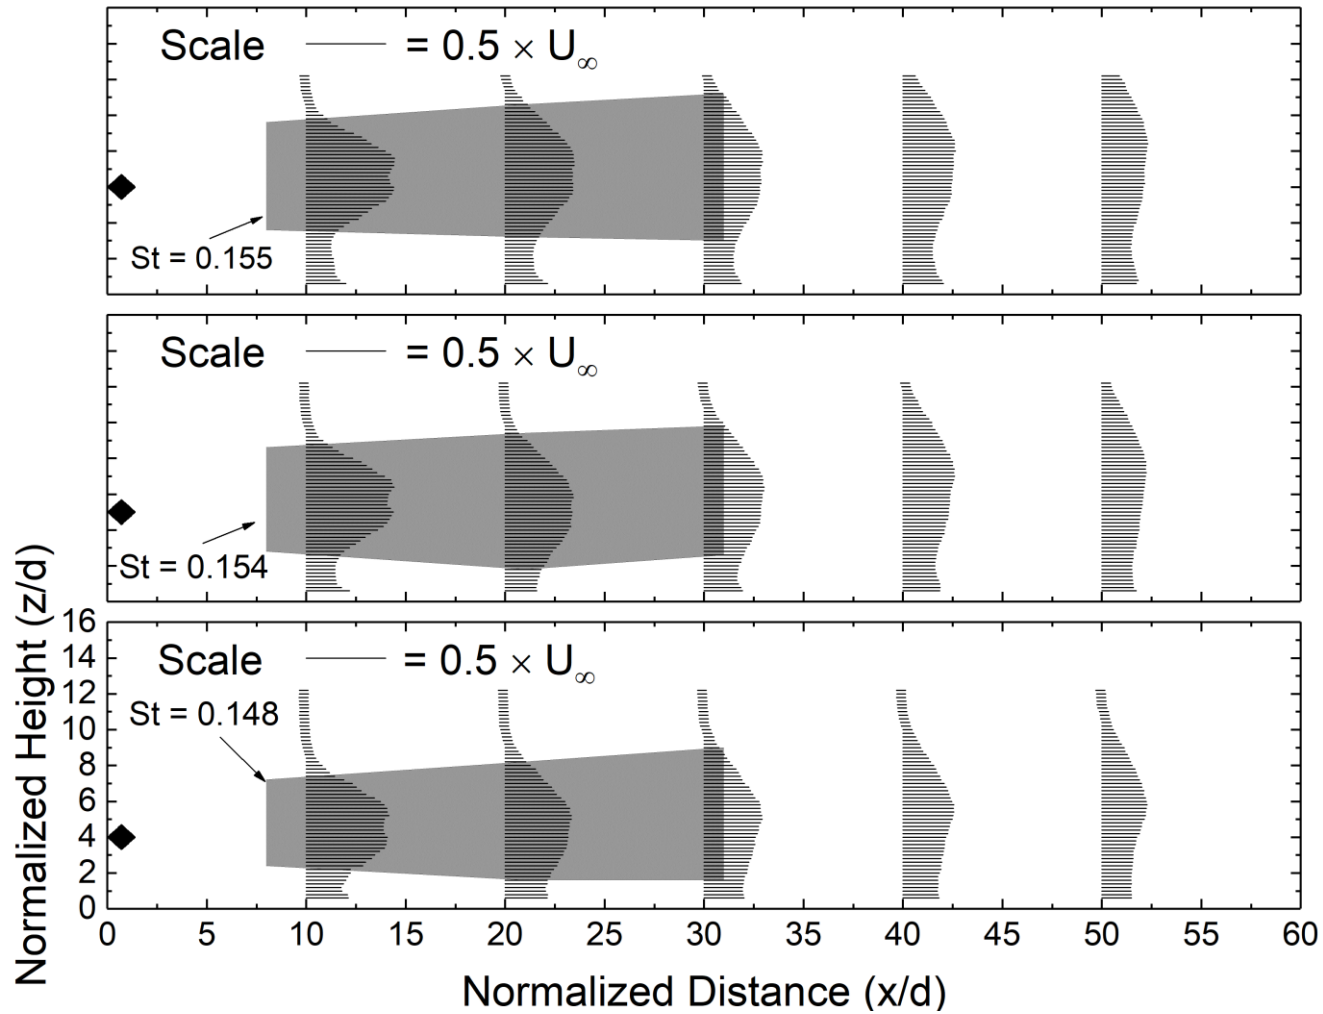 Scale = 0.5 × U∞
St = 0.155
Scale = 0.5 × U∞
St = 0.154
Scale = 0.5 × U∞
St = 0.148
Normalized Height (z/d)
16
14
12
10
8
6
4
2
0
0 5 10 15 20 25 30 35 40 45 50 55 60
Normalized Distance (x/d)